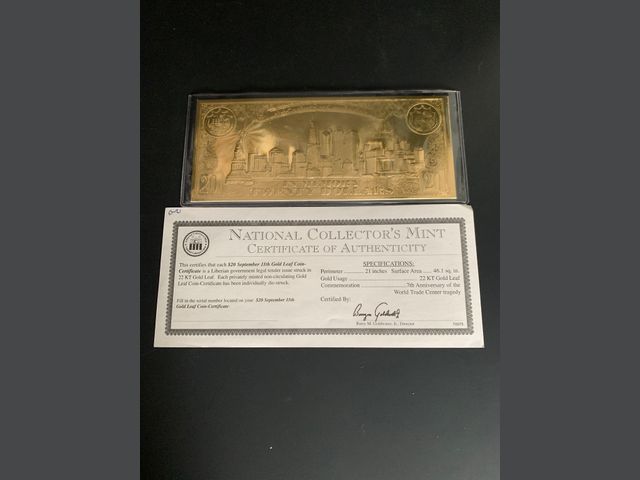 20
TWENTY DOLLARS
20
NATIONAL COLLECTOR'S MINT
CERTIFICATE OF AUTHENTICITY
This certifies that each $20 September 11th Gold Leaf Coin-
Certificate is a Liberian government legal tender issue struck in
22 KT Gold Leaf. Each privately minted non-circulating Gold
Leaf Coin-Certificate has been individually die-struck.
Fill in the serial number located on your $20 September 11th
Gold Leaf Coin-Certificate
SPECIFICATIONS:
Perimeter ........ 21 inches Surface Area ..... 46.1 sq. in.
Gold Usage ........ 22 KT Gold Leaf
Commemoration ........ 7th Anniversary of the
World Trade Center tragedy
Certified By: